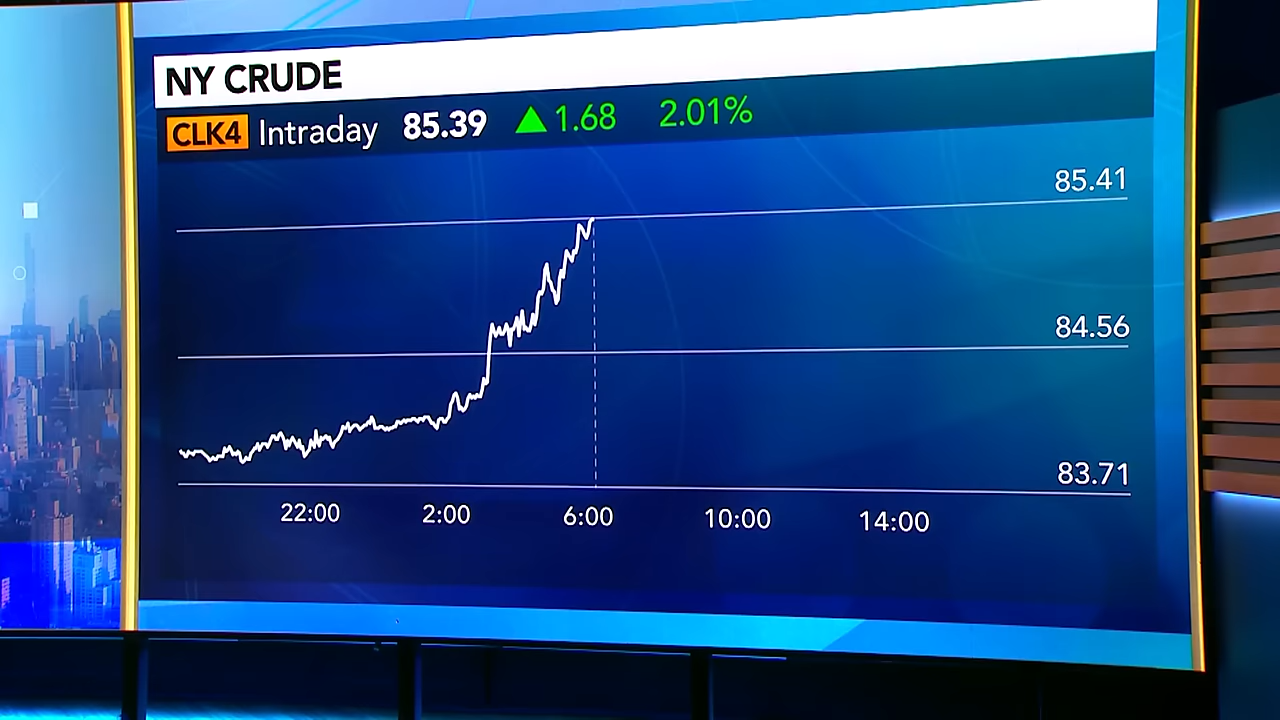 NY CRUDE
CLK4 Intraday 85.39 ▲ 1.68 2.01%
85.41
84.56
83.71
22:00 2:00 6:00 10:00 14:00